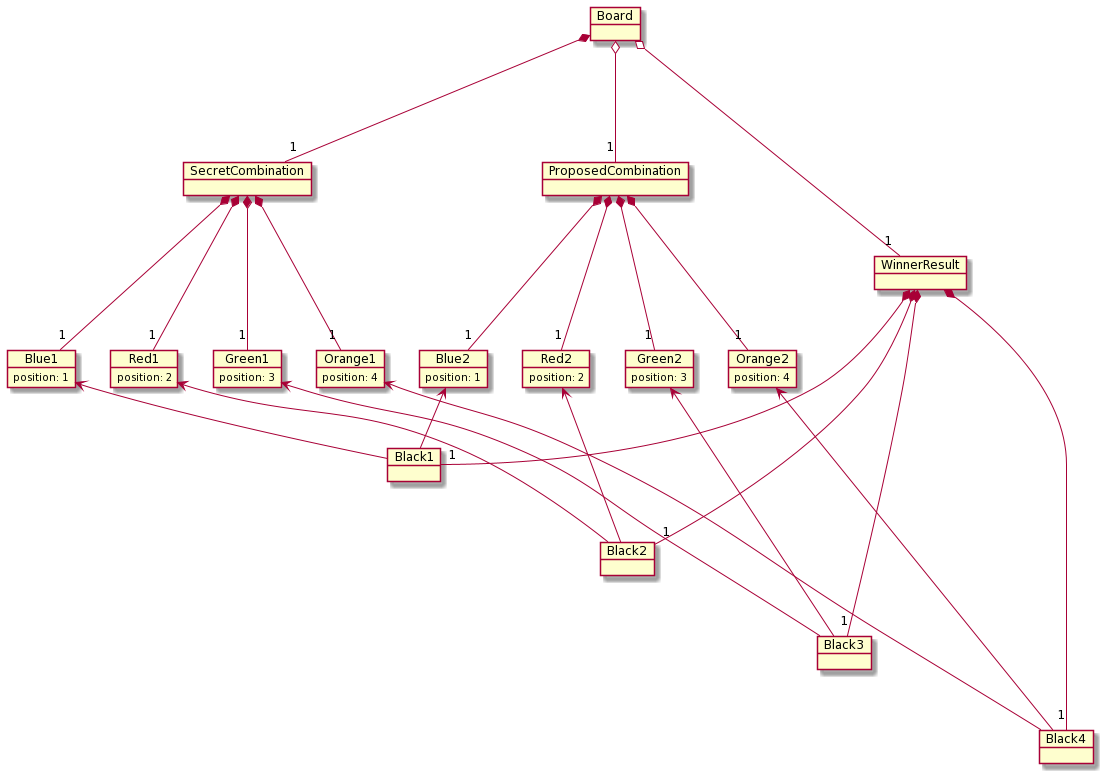 Board
1
1
1
SecretCombination
ProposedCombination
WinnerResult
1
1
1
1
1
1
1
1
Blue1
position: 1
Red1
position: 2
Green1
position: 3
Orange1
position: 4
Blue2
position: 1
Red2
position: 2
Green2
position: 3
Orange2
position: 4
Black1
1
1
Black2
1
Black3
1
Black4